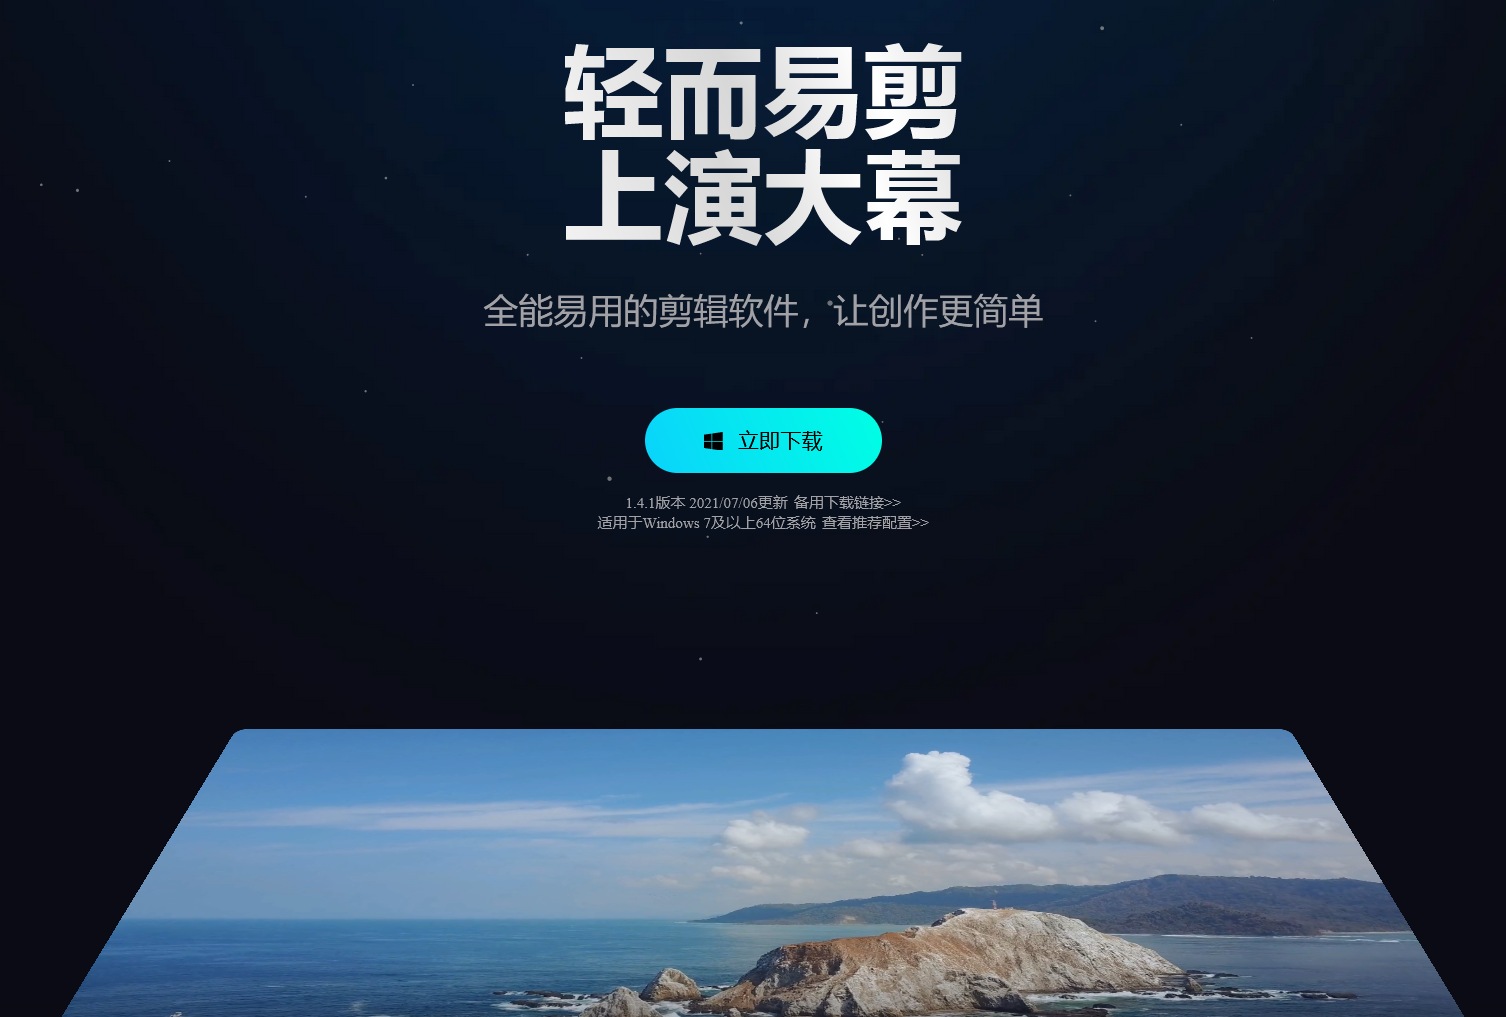 轻而易剪
上演大幕
全能易用的剪辑软件，让创作更简单
立即下载
1.4.1版本 2021/07/06更新 备用下载链接>>
适用于Windows 7及以上64位系统 查看推荐配置>>